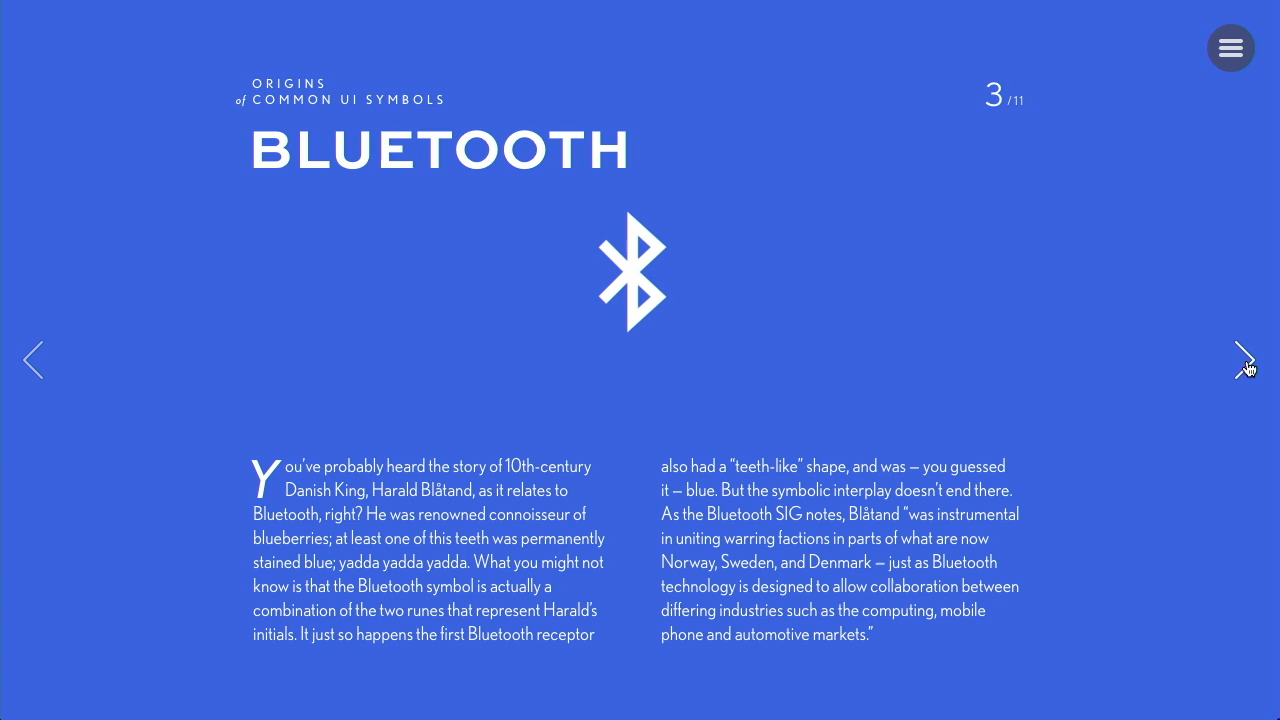 ORIGINS
of COMMON UI SYMBOLS
3 / 11
BLUETOOTH
You’ve probably heard the story of 10th-century
Danish King, Harald Blåtand, as it relates to
Bluetooth, right? He was renowned connoisseur of
blueberries; at least one of this teeth was permanently
stained blue; yadda yadda yadda. What you might not
know is that the Bluetooth symbol is actually a
combination of the two runes that represent Harald’s
initials. It just so happens the first Bluetooth receptor
also had a “teeth-like” shape, and was – you guessed
it – blue. But the symbolic interplay doesn’t end there.
As the Bluetooth SIG notes, Blåtand “was instrumental
in uniting warring factions in parts of what are now
Norway, Sweden, and Denmark – just as Bluetooth
technology is designed to allow collaboration between
differing industries such as the computing, mobile
phone and automotive markets.”